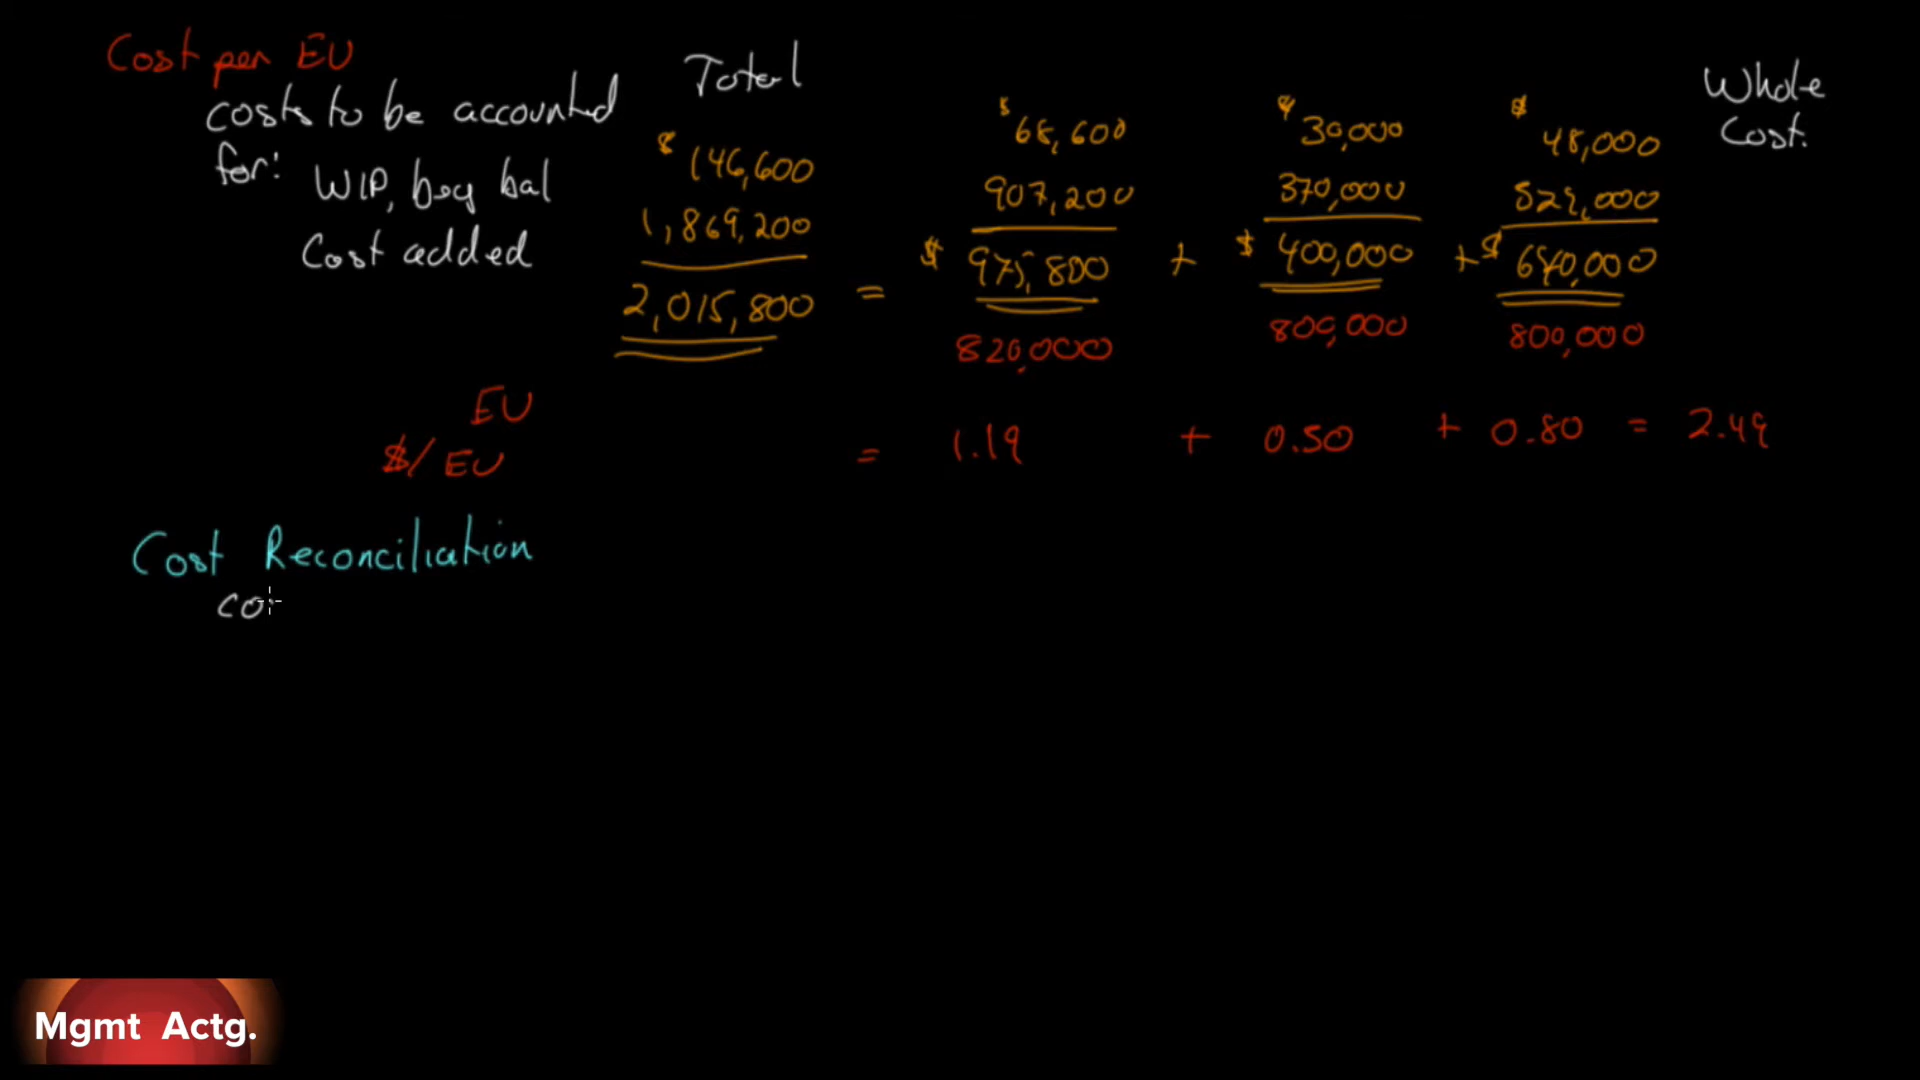 Cost per EU
Total
Whole
Cost.
costs to be accounted
for:
WIP, beg bal
$ 146,600
$ 68,600
$ 30,000
$ 48,000
Cost added
1,869,200
907,200
370,000
2,015,800 = $ 975,800 + $ 400,000 + $ 640,000
EU
820,000
800,000
800,000
$/EU
= 1.19 + 0.50 + 0.80 = 2.49
Cost Reconciliation
cos
Mgmt Actg.